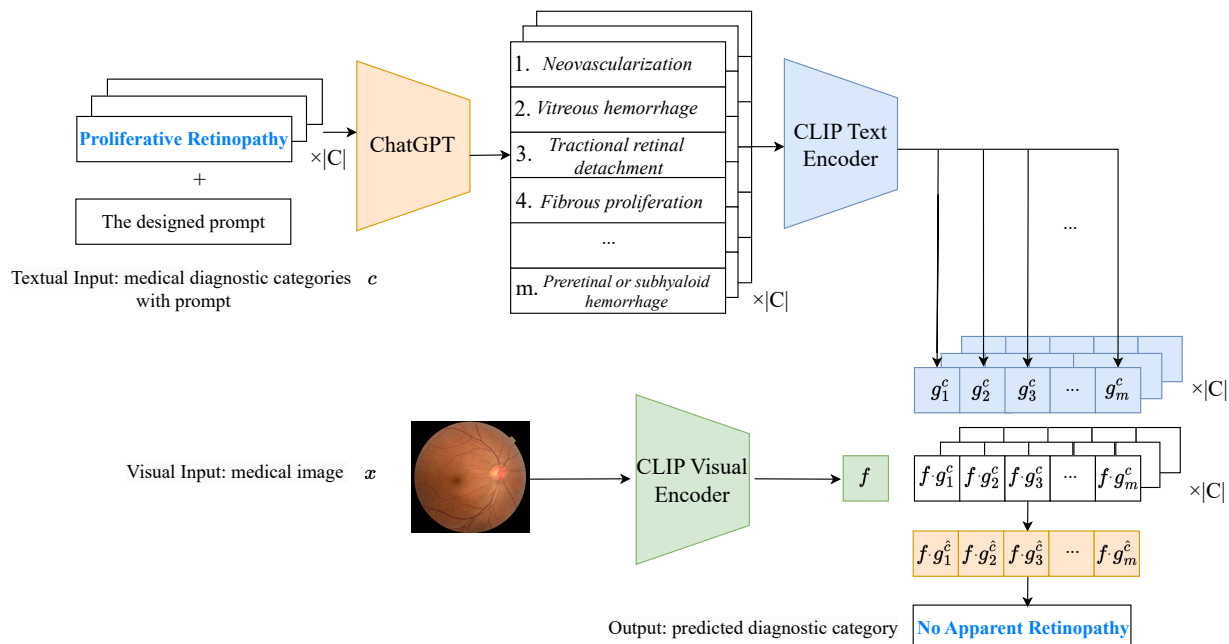 Proliferative Retinopathy
×|C|
+
The designed prompt
Textual Input: medical diagnostic categories c
with prompt
ChatGPT
1. Neovascularization
2. Vitreous hemorrhage
3. Tractional retinal
detachment
4. Fibrous proliferation
...
m. Preretinal or subhyaloid
hemorrhage
×|C|
CLIP Text
Encoder
...
g₁ᶜ g₂ᶜ g₃ᶜ ... gₘᶜ
×|C|
Visual Input: medical image x
CLIP Visual
Encoder
f
f·g₁ᶜ f·g₂ᶜ f·g₃ᶜ ... f·gₘᶜ
×|C|
f·g₁ĉ f·g₂ĉ f·g₃ĉ ... f·gₘĉ
Output: predicted diagnostic category
No Apparent Retinopathy